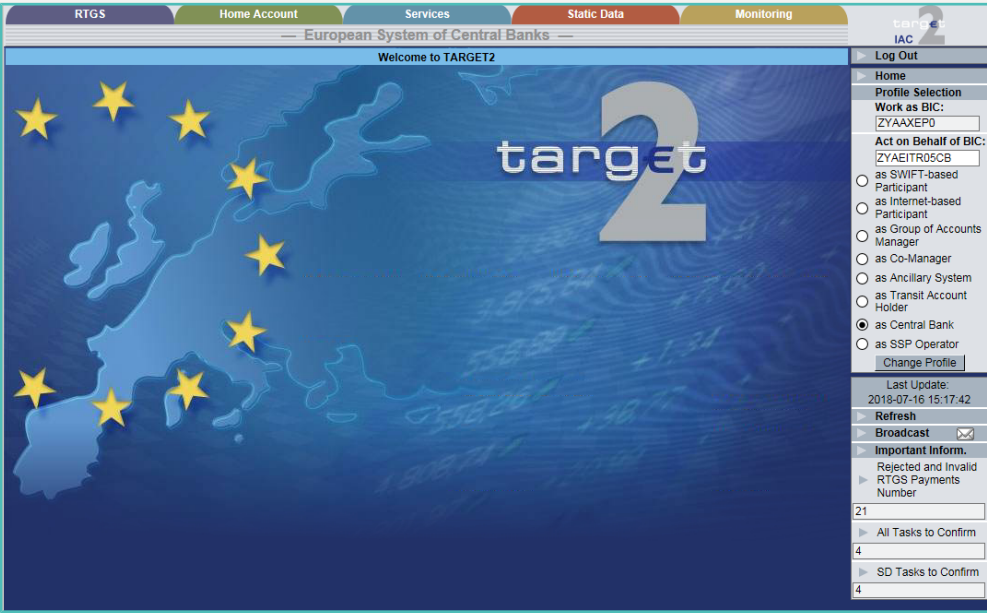 RTGS
Home Account
Services
Static Data
Monitoring
— European System of Central Banks —
Welcome to TARGET2
target
2
target
2
IAC
Log Out
Home
Profile Selection
Work as BIC:
ZYAAXEP0
Act on Behalf of BIC:
ZYAEITR05CB
as SWIFT-based
Participant
as Internet-based
Participant
as Group of Accounts
Manager
as Co-Manager
as Ancillary System
as Transit Account
Holder
as Central Bank
as SSP Operator
Change Profile
Last Update:
2018-07-16 15:17:42
Refresh
Broadcast
Important Inform.
Rejected and Invalid
RTGS Payments
Number
21
All Tasks to Confirm
4
SD Tasks to Confirm
4